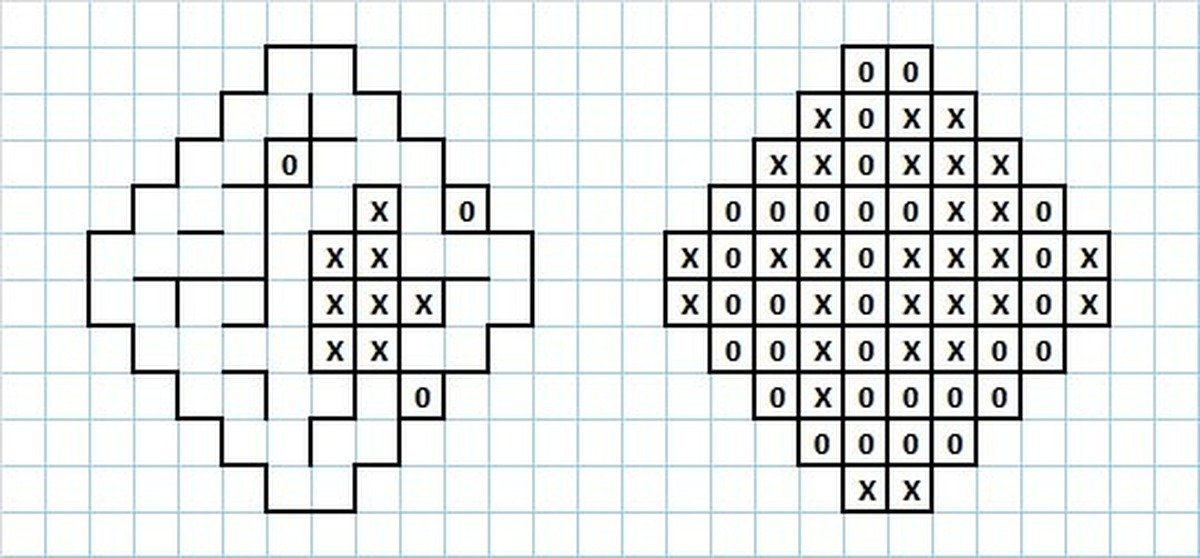 0 0
X 0 X X
0 X X 0 X X X
X 0 0 0 0 0 0 X X 0
X X X 0 X X 0 X X X 0 X
X X X X 0 0 X 0 X X X 0 X
X X 0 0 X 0 X X 0 0
0 0 X 0 0 0 0
0 0 0 0
X X